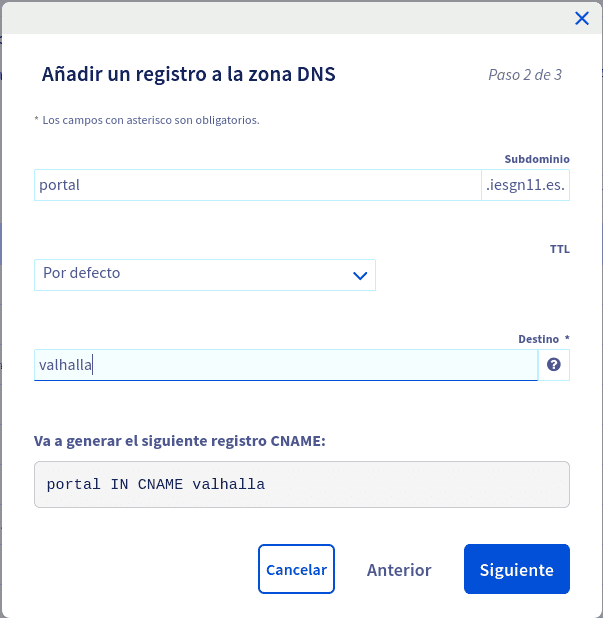 Añadir un registro a la zona DNS
Paso 2 de 3
* Los campos con asterisco son obligatorios.
Subdominio
portal
.iesgn11.es.
TTL
Por defecto
Destino *
valhalla
?
Va a generar el siguiente registro CNAME:
portal IN CNAME valhalla
Cancelar
Anterior
Siguiente